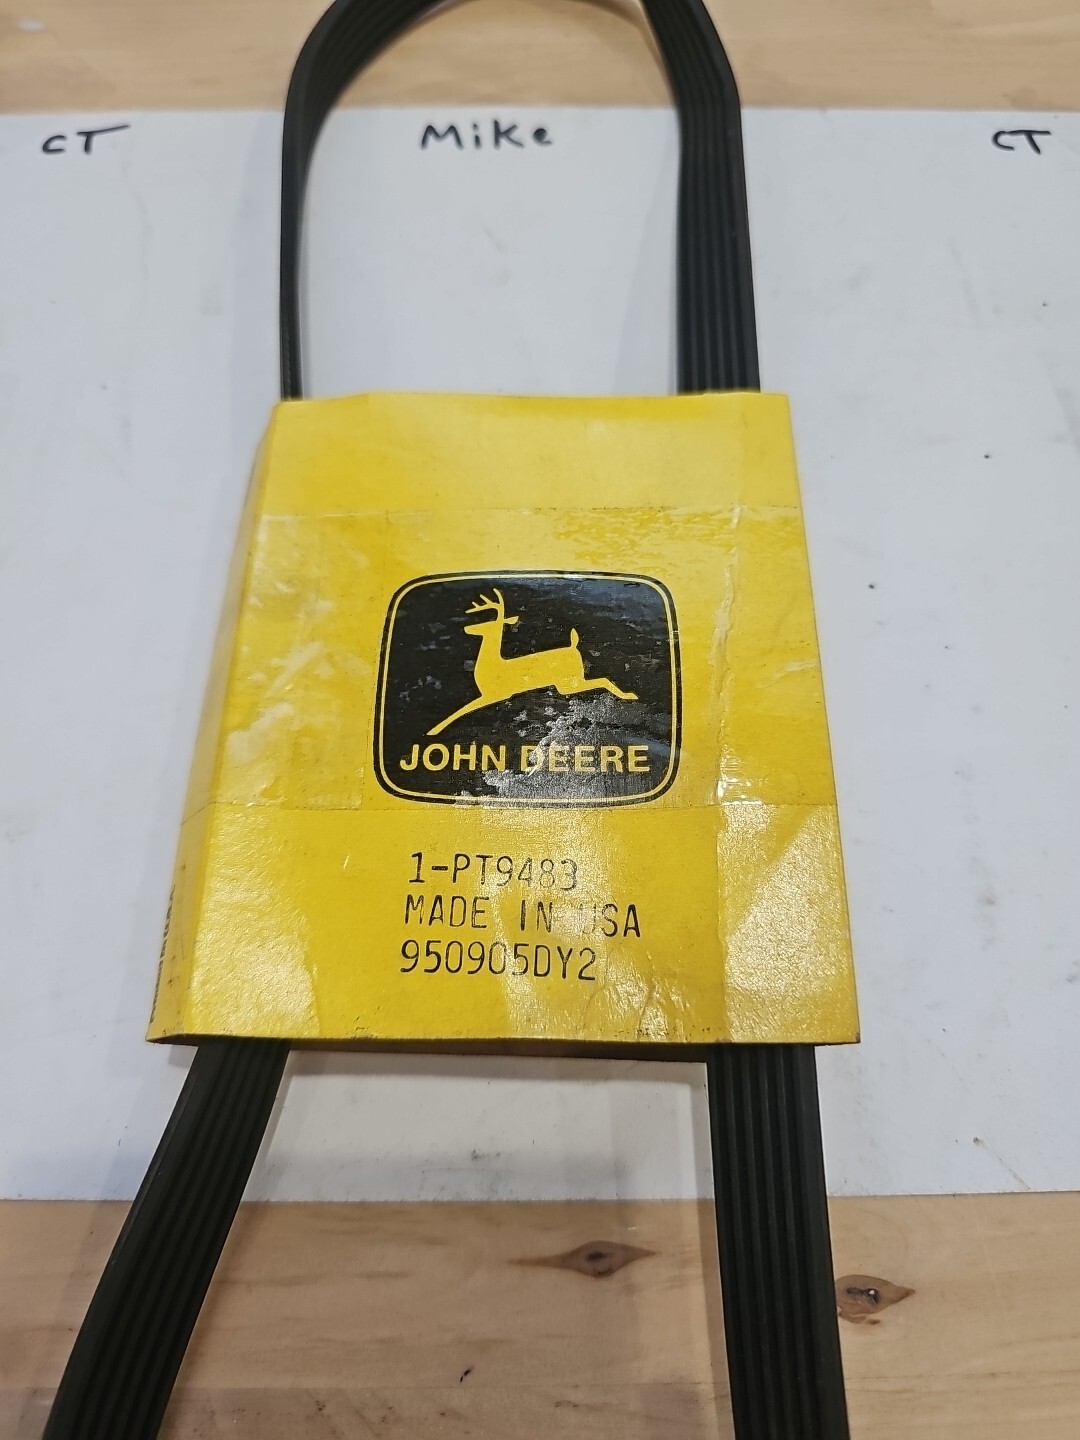 CT Mike CT
JOHN DEERE
1-PT9483
MADE IN USA
950905DY2